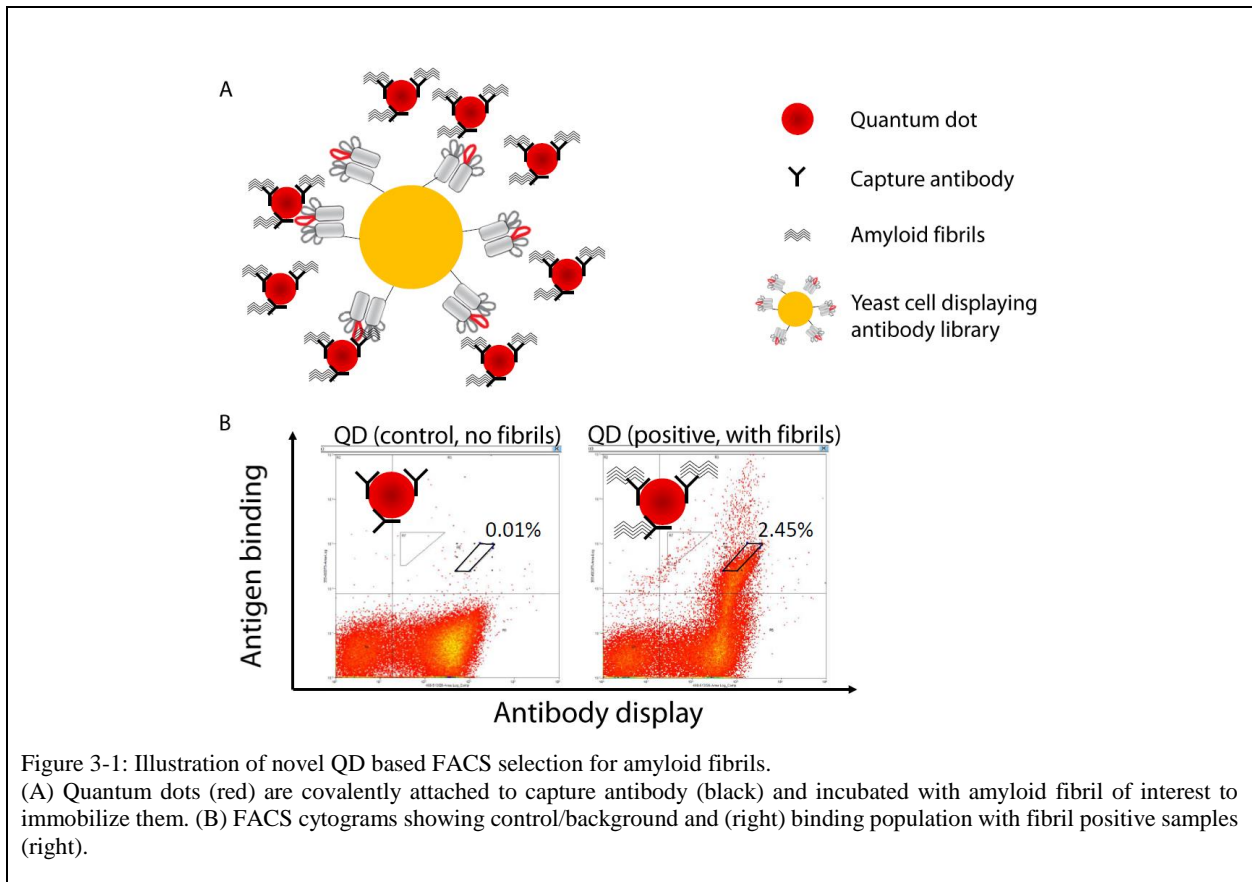 A
Quantum dot
Capture antibody
Amyloid fibrils
Yeast cell displaying
antibody library
B
QD (control, no fibrils)
QD (positive, with fibrils)
0.01%
2.45%
Antigen binding
Antibody display
Figure 3-1: Illustration of novel QD based FACS selection for amyloid fibrils.
(A) Quantum dots (red) are covalently attached to capture antibody (black) and incubated with amyloid fibril of interest to
immobilize them. (B) FACS cytograms showing control/background and (right) binding population with fibril positive samples
(right).